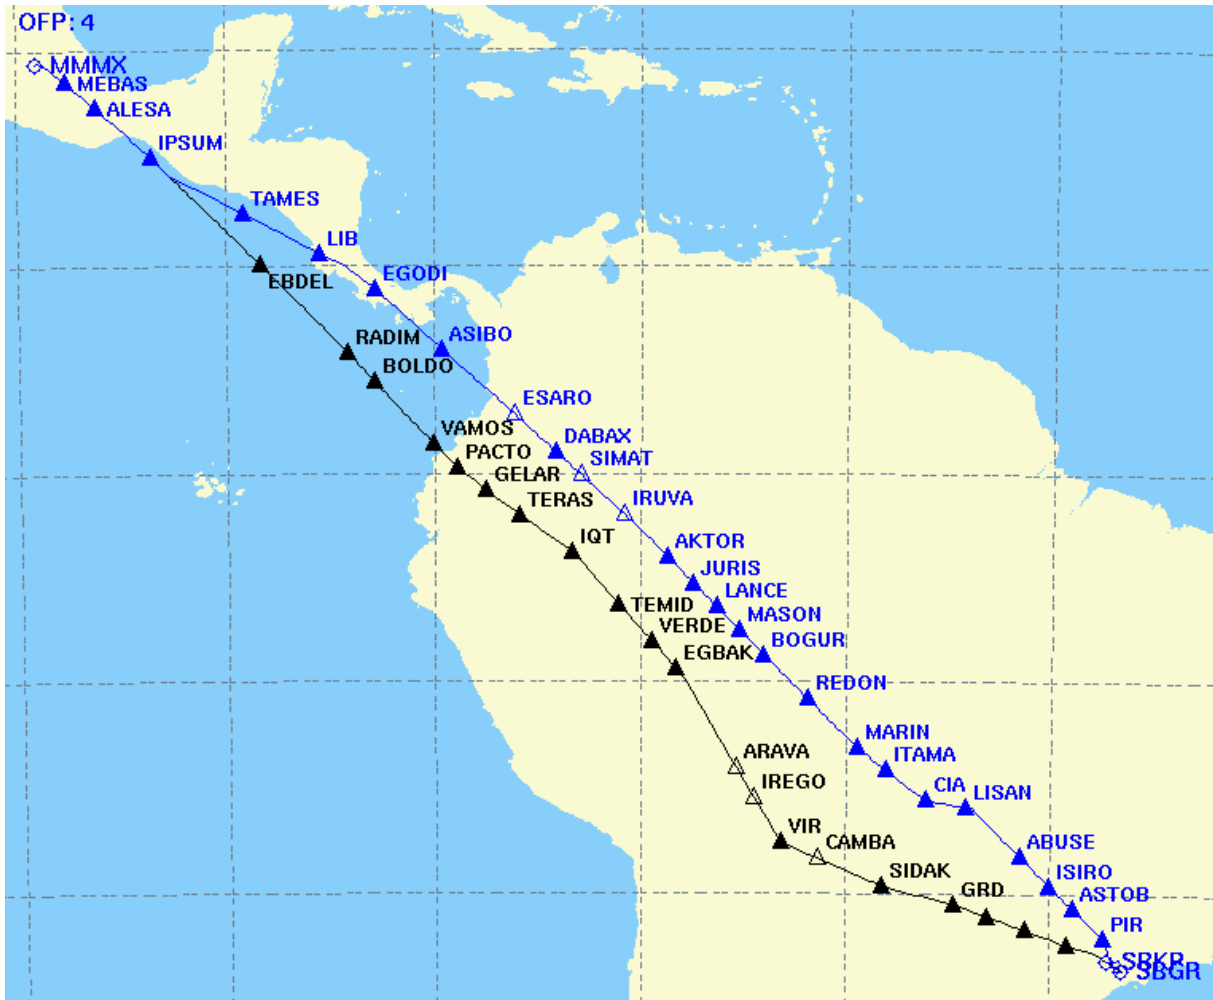 OFP: 4
MMMX
MEBAS
ALESA
IPSUM
TAMES
LIB
EBDEL
EGODI
RADIM
ASIBO
BOLDO
ESARO
VAMOS
DABAX
PACTO
SIMAT
GELAR
TERAS
IRUVA
IQT
AKTOR
JURIS
LANCE
TEMID
MASON
VERDE
BOGUR
EGBAK
REDON
MARIN
ARAVA
ITAMA
IREGO
CIA
LISAN
VIR
CAMBA
ABUSE
SIDAK
ISIRO
GRD
ASTOB
PIR
SBKP
SBGR